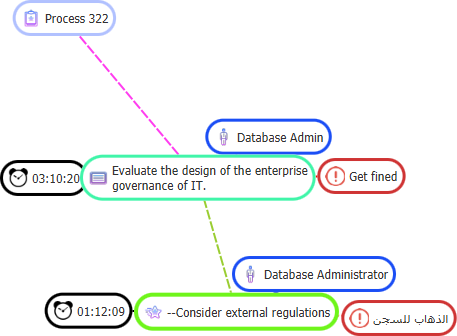 Process 322
Database Admin
03:10:20
Evaluate the design of the enterprise
governance of IT.
Get fined
Database Administrator
01:12:09
--Consider external regulations
الذهاب للسجن